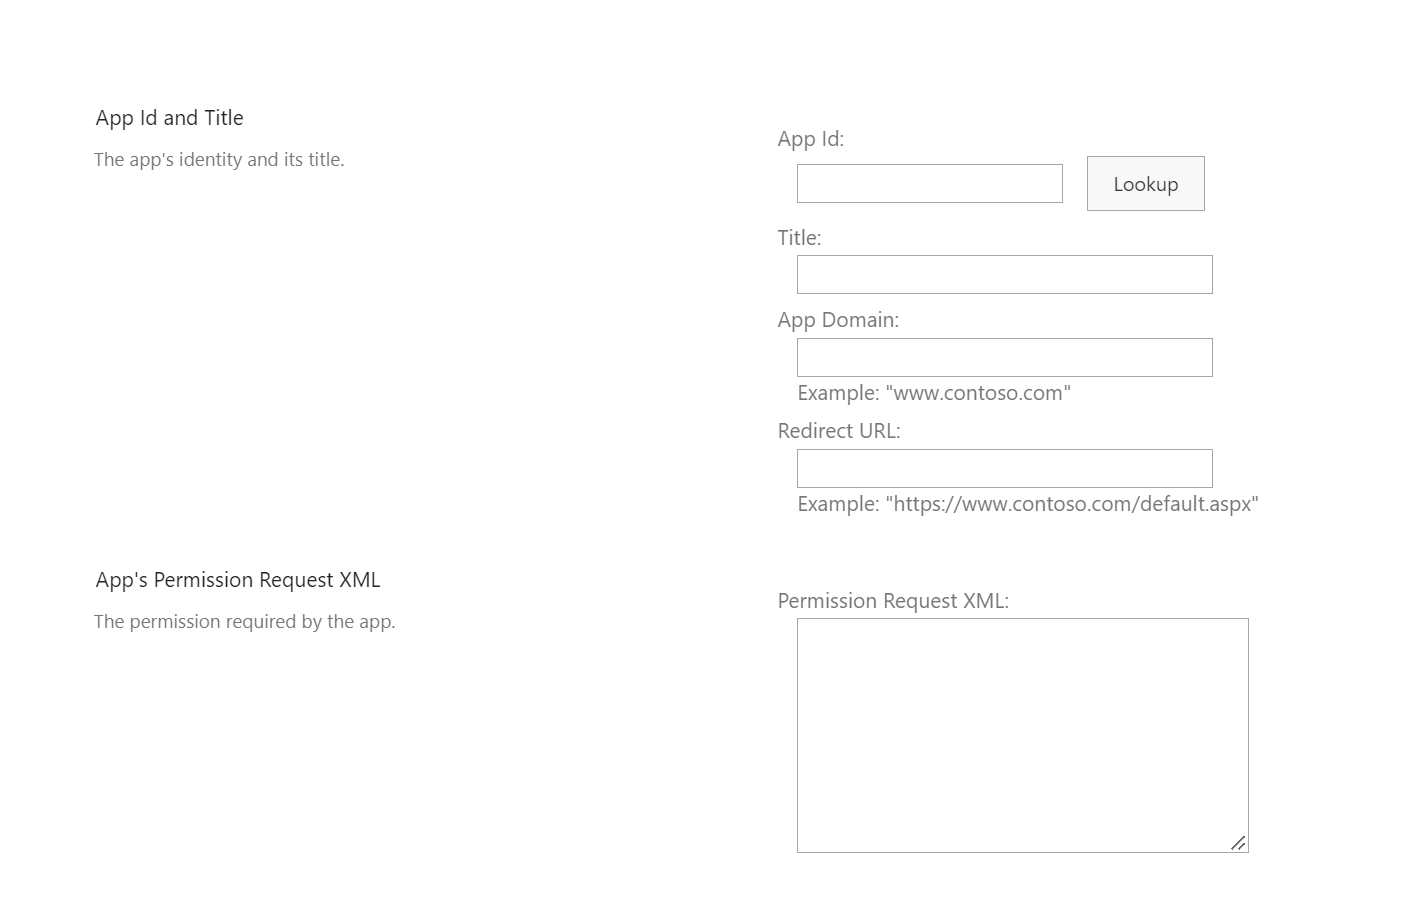 App Id and Title
The app's identity and its title.
App Id:
Lookup
Title:
App Domain:
Example: "www.contoso.com"
Redirect URL:
Example: "https://www.contoso.com/default.aspx"
App's Permission Request XML
The permission required by the app.
Permission Request XML: